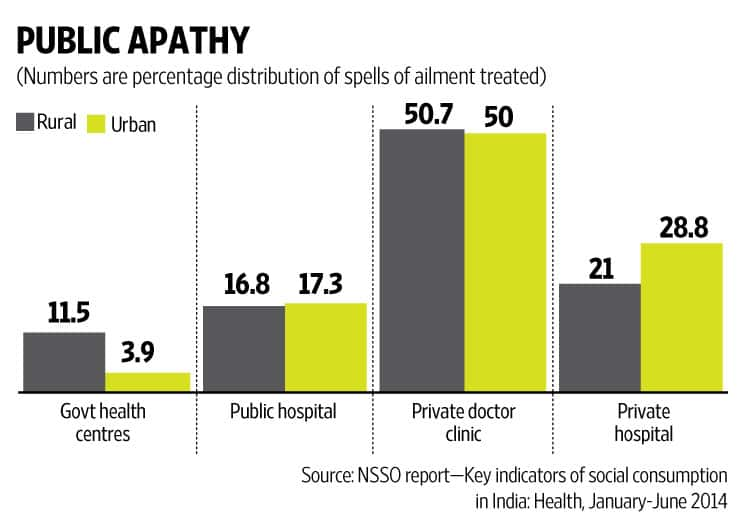 PUBLIC APATHY
(Numbers are percentage distribution of spells of ailment treated)
Rural Urban
50.7 50
28.8
21
16.8 17.3
11.5
3.9
Govt health
centres
Public hospital
Private doctor
clinic
Private
hospital
Source: NSSO report—Key indicators of social consumption
in India: Health, January-June 2014